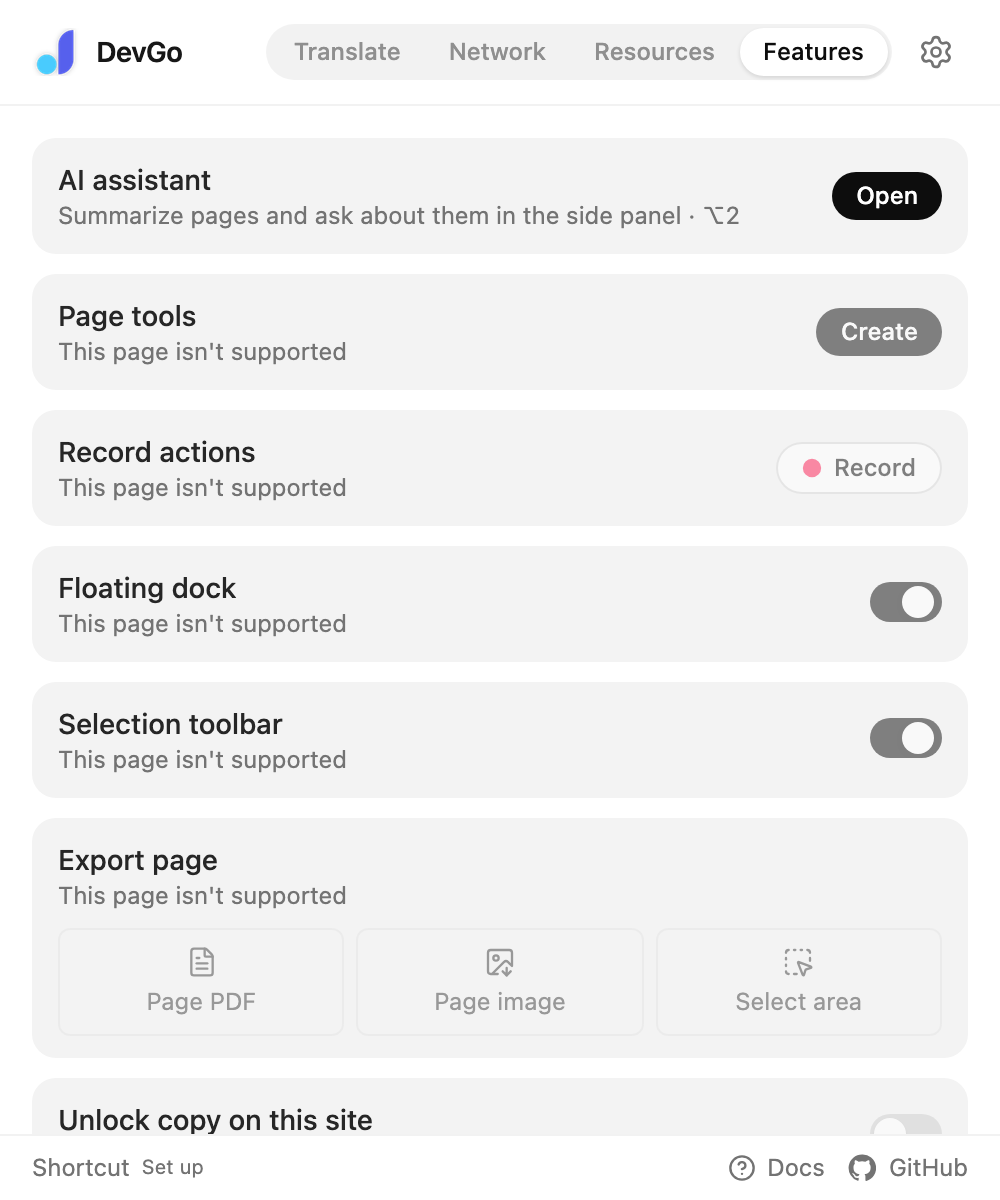 DevGo
Translate
Network
Resources
Features
AI assistant
Summarize pages and ask about them in the side panel · ⌥2
Open
Page tools
This page isn't supported
Create
Record actions
This page isn't supported
Record
Floating dock
This page isn't supported
Selection toolbar
This page isn't supported
Export page
This page isn't supported
Page PDF
Page image
Select area
Unlock copy on this site
Shortcut Set up
Docs
GitHub